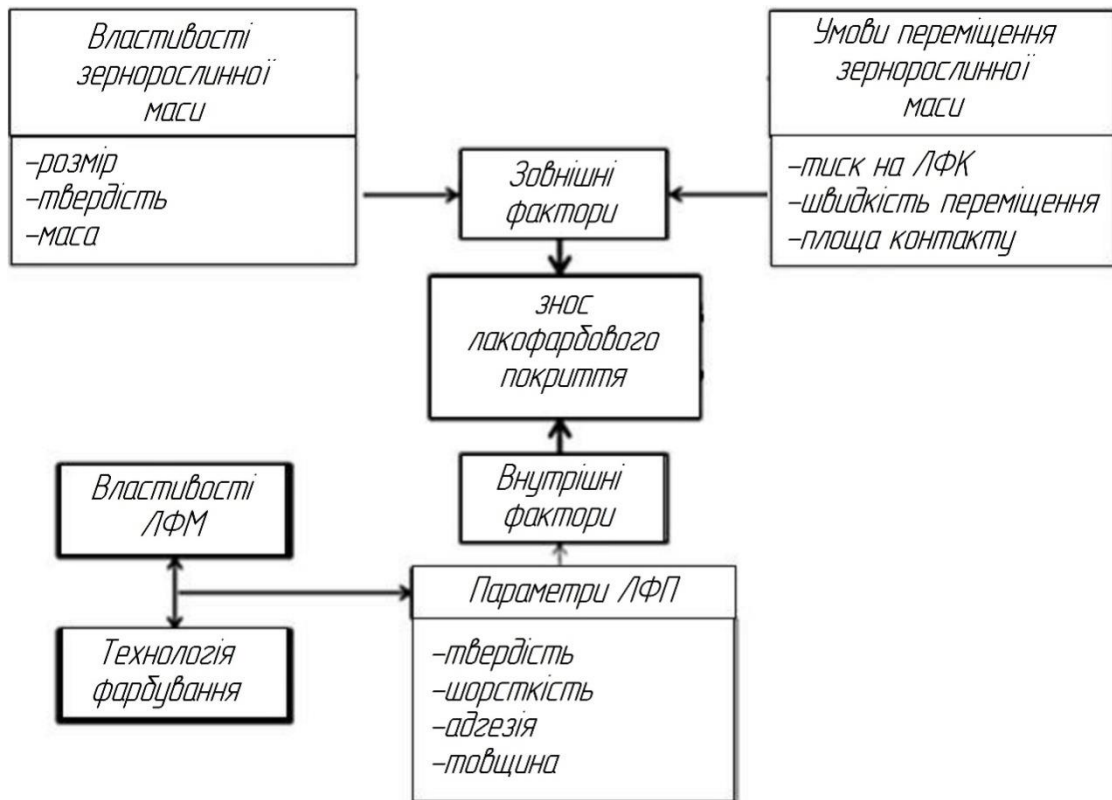 Властивості
зернорослинної
маси
-розмір
-твердість
-маса
Умови переміщення
зернорослинної
маси
-тиск на ЛФК
-швидкість переміщення
-площа контакту
Зовнішні
фактори
знос
лакофарбового
покриття
Внутрішні
фактори
Властивості
ЛФМ
Технологія
фарбування
Параметри ЛФП
-твердість
-шорсткість
-адгезія
-товщина